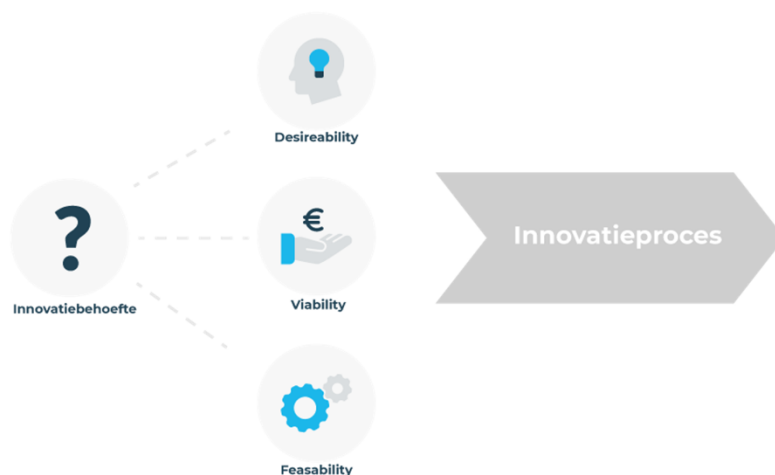 Desireability
?
Innovatiebehoefte
€
Viability
Innovatieproces
Feasability